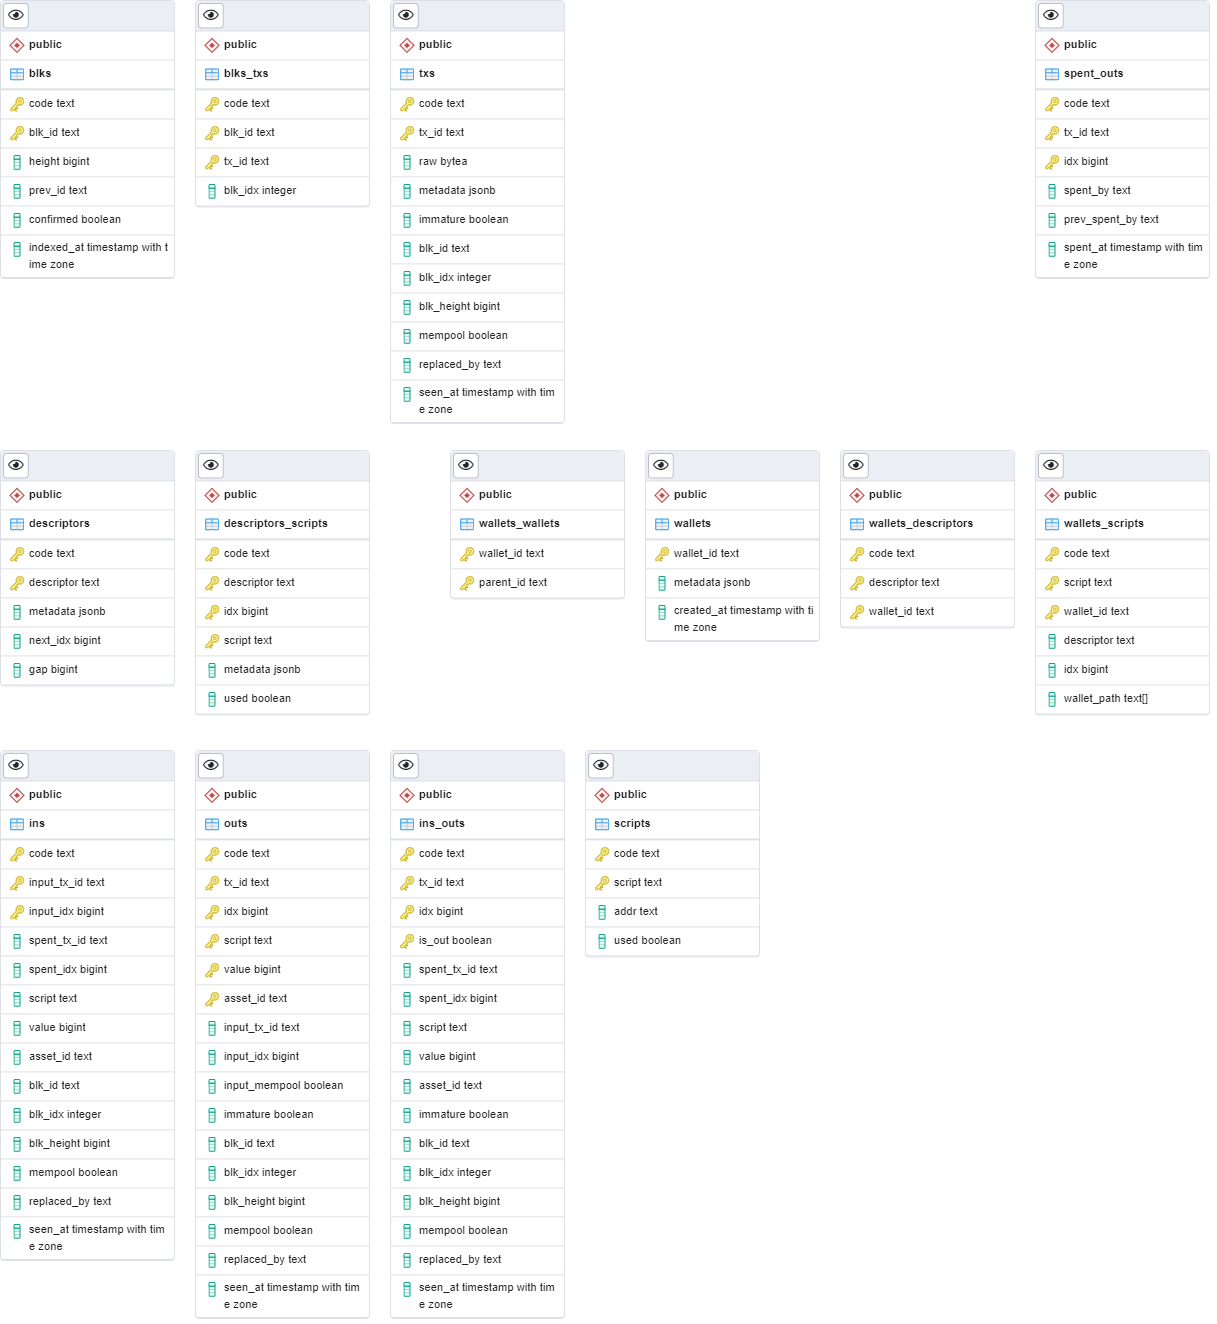 public
blks
code text
blk_id text
height bigint
prev_id text
confirmed boolean
indexed_at timestamp with t
ime zone
public
blks_txs
code text
blk_id text
tx_id text
blk_idx integer
public
txs
code text
tx_id text
raw bytea
metadata jsonb
immature boolean
blk_id text
blk_idx integer
blk_height bigint
mempool boolean
replaced_by text
seen_at timestamp with tim
e zone
public
spent_outs
code text
tx_id text
idx bigint
spent_by text
prev_spent_by text
spent_at timestamp with tim
e zone
public
descriptors
code text
descriptor text
metadata jsonb
next_idx bigint
gap bigint
public
descriptors_scripts
code text
descriptor text
idx bigint
script text
metadata jsonb
used boolean
public
wallets_wallets
wallet_id text
parent_id text
public
wallets
wallet_id text
metadata jsonb
created_at timestamp with ti
me zone
public
wallets_descriptors
code text
descriptor text
wallet_id text
public
wallets_scripts
code text
script text
wallet_id text
descriptor text
idx bigint
wallet_path text[]
public
ins
code text
input_tx_id text
input_idx bigint
spent_tx_id text
spent_idx bigint
script text
value bigint
asset_id text
blk_id text
blk_idx integer
blk_height bigint
mempool boolean
replaced_by text
seen_at timestamp with tim
e zone
public
outs
code text
tx_id text
idx bigint
script text
value bigint
asset_id text
input_tx_id text
input_idx bigint
input_mempool boolean
immature boolean
blk_id text
blk_idx integer
blk_height bigint
mempool boolean
replaced_by text
seen_at timestamp with tim
e zone
public
ins_outs
code text
tx_id text
idx bigint
is_out boolean
spent_tx_id text
spent_idx bigint
script text
value bigint
asset_id text
immature boolean
blk_id text
blk_idx integer
blk_height bigint
mempool boolean
replaced_by text
seen_at timestamp with tim
e zone
public
scripts
code text
script text
addr text
used boolean